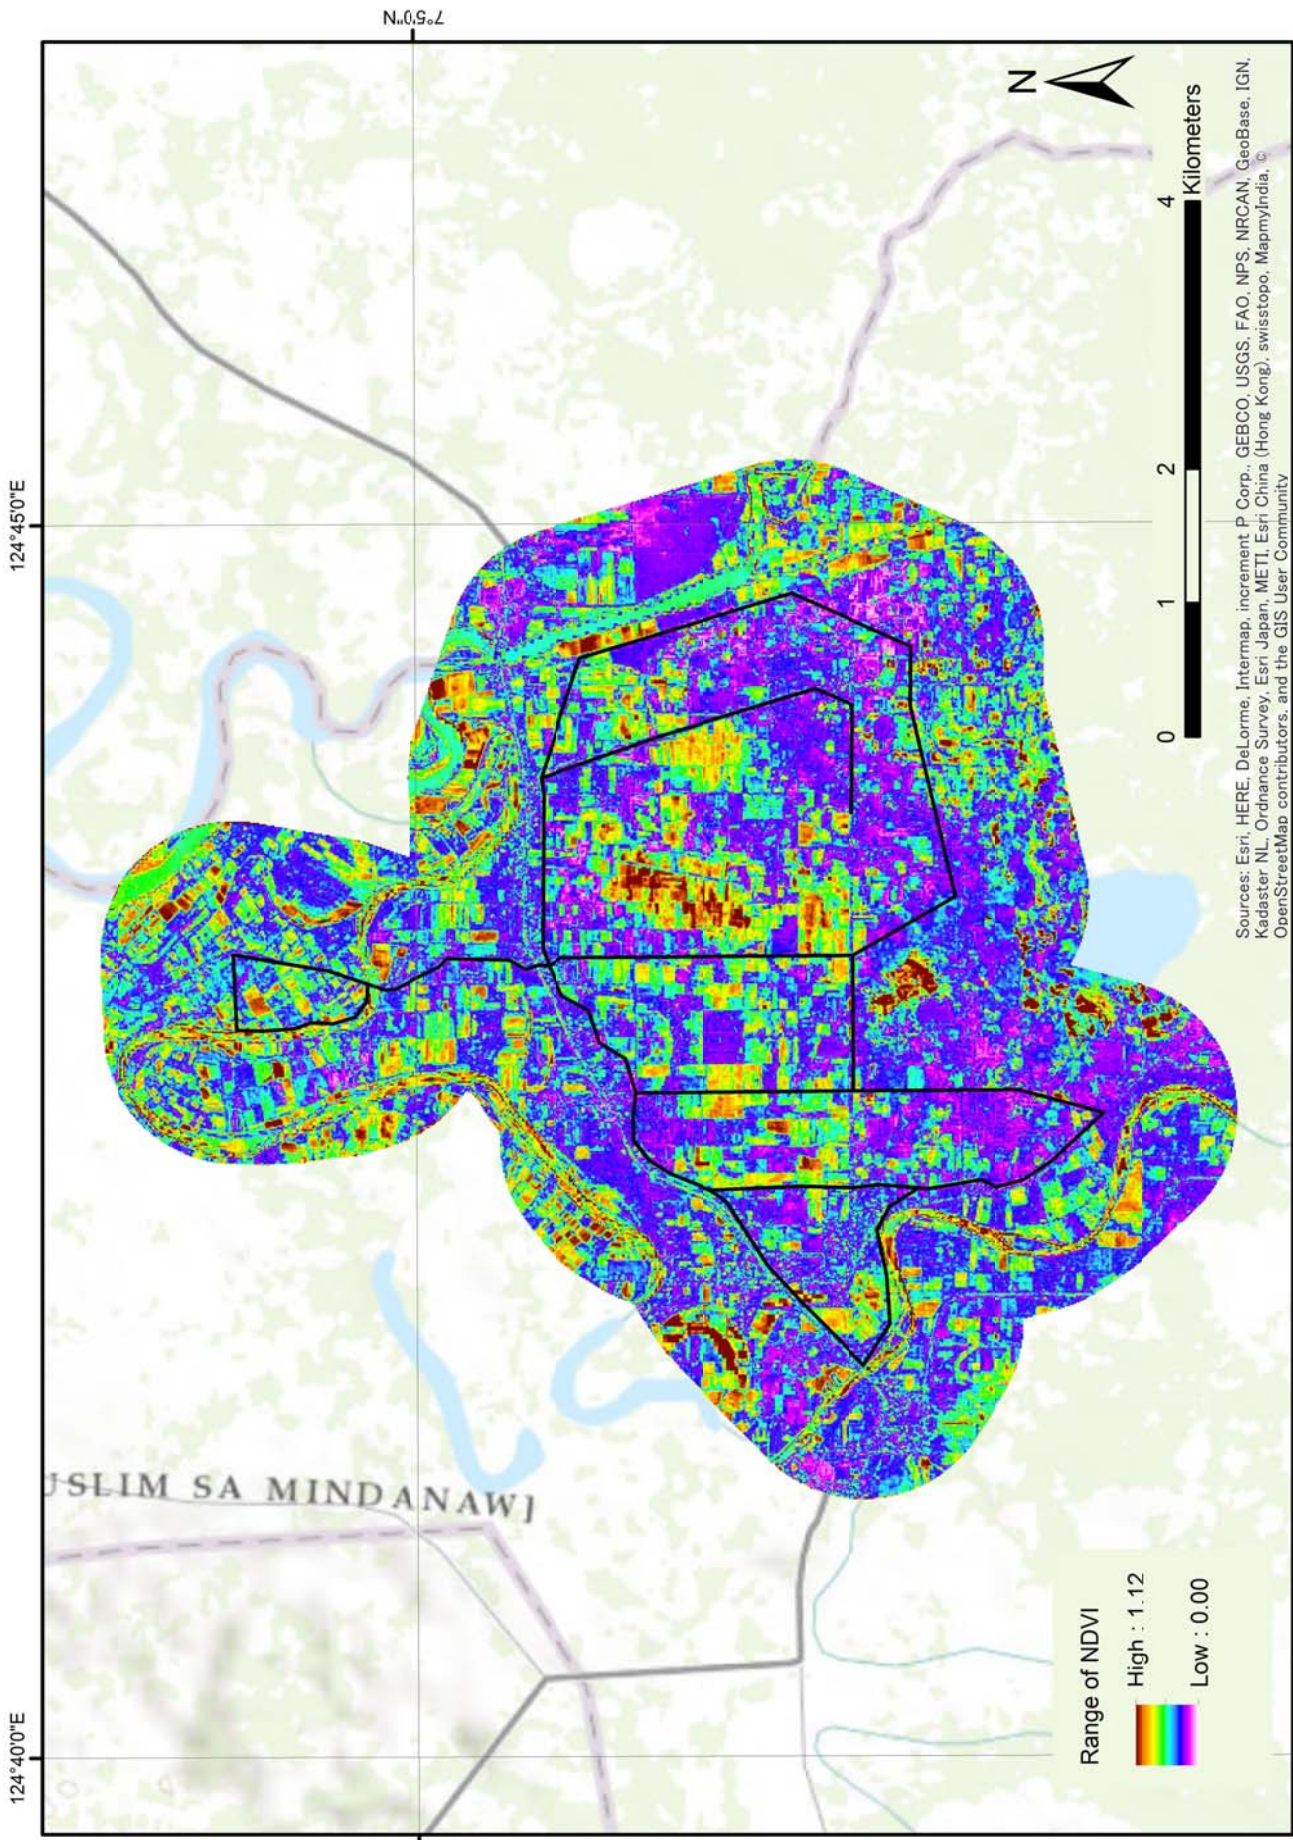 124°40'0"E
124°45'0"E
7°5'0"N
USLIM SA MINDANAW]
Range of NDVI
High : 1.12
Low : 0.00
N
0 1 2 4
Kilometers
Sources: Esri, HERE, DeLorme, Intermap, increment P Corp., GEBCO, USGS, FAO, NPS, NRCAN, GeoBase, IGN,
Kadaster NL, Ordnance Survey, Esri Japan, METI, Esri China (Hong Kong), swisstopo, MapmyIndia, ©
OpenStreetMap contributors, and the GIS User Community